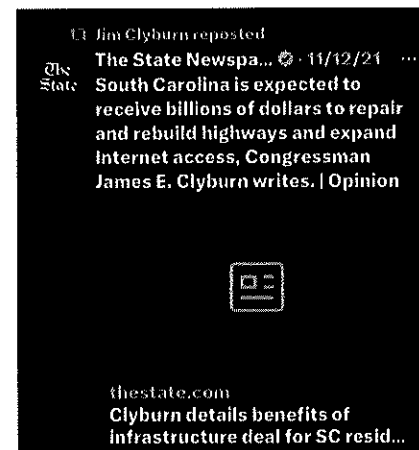 Jim Clyburn reposted
The State Newspa... · 11/12/21 ...
The
State
South Carolina is expected to
receive billions of dollars to repair
and rebuild highways and expand
Internet access, Congressman
James E. Clyburn writes. | Opinion
thestate.com
Clyburn details benefits of
infrastructure deal for SC resid...